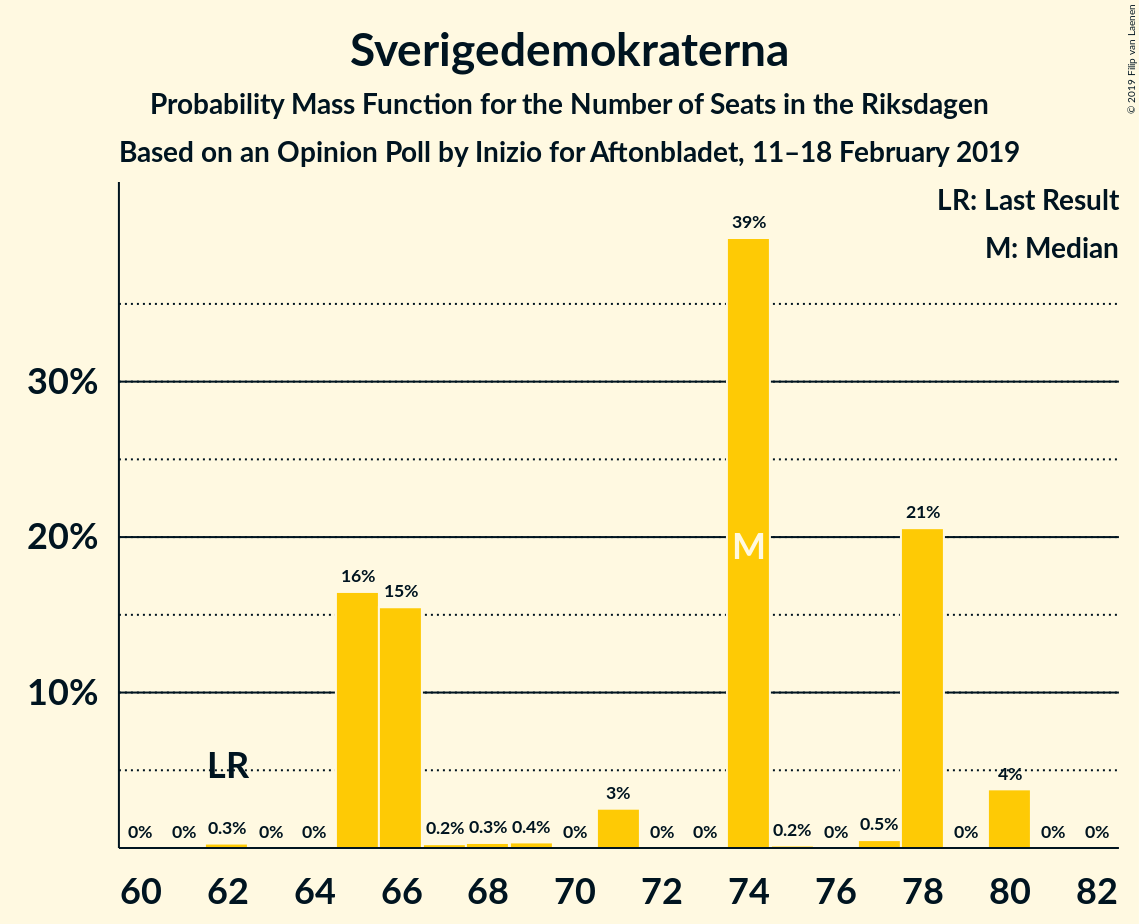 Sverigedemokraterna
Probability Mass Function for the Number of Seats in the Riksdagen
Based on an Opinion Poll by Inizio for Aftonbladet, 11–18 February 2019
© 2019 Filip van Laenen
LR: Last Result
M: Median
39%
30%
M
20%
21%
16%
15%
10%
LR
4%
3%
0%
0%
0.3%
0%
0%
0.2%
0.3%
0.4%
0%
0%
0%
0.2%
0%
0.5%
0%
0%
0%
60 62 64 66 68 70 72 74 76 78 80 82